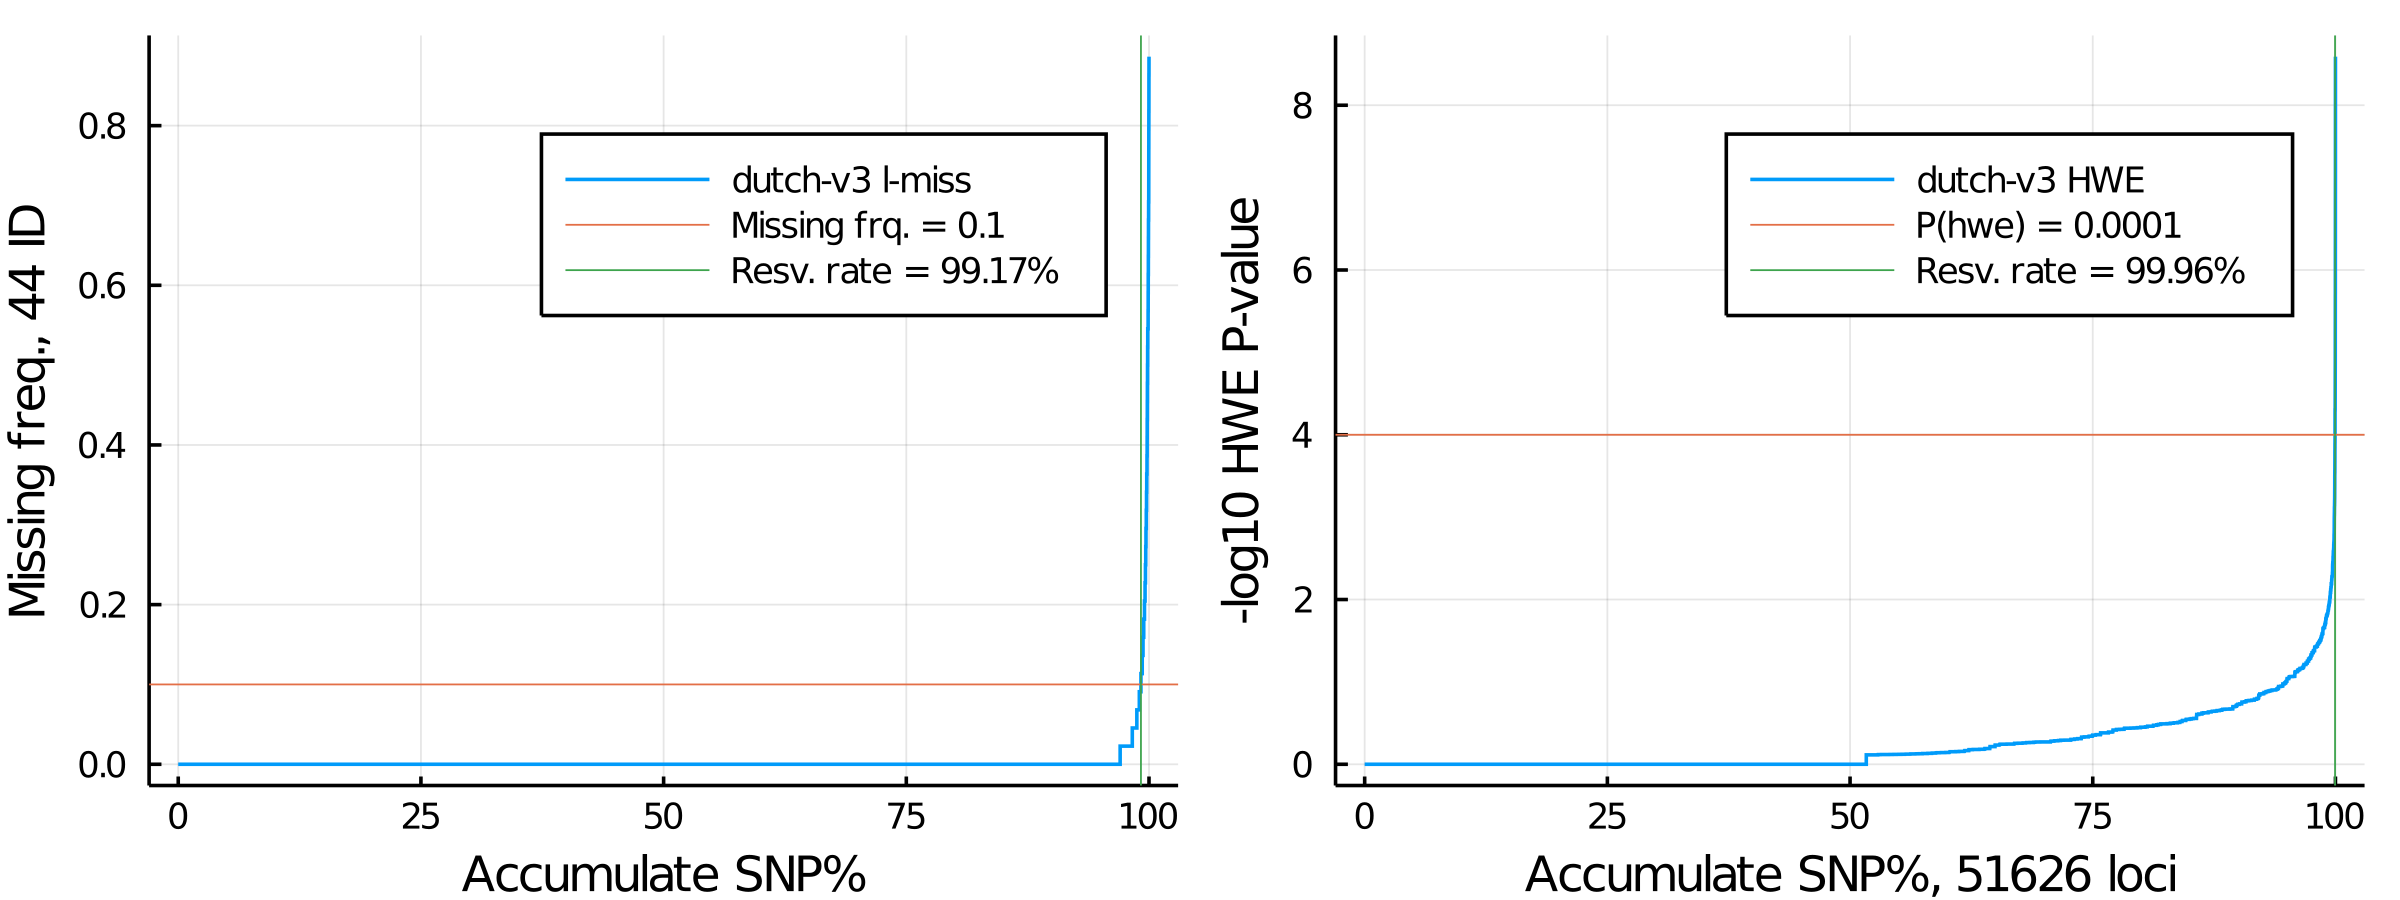 Missing freq., 44 ID
0.8
0.6
0.4
0.2
0.0
dutch-v3 l-miss
Missing frq. = 0.1
Resv. rate = 99.17%
0 25 50 75 100
Accumulate SNP%
-log10 HWE P-value
8
6
4
2
0
dutch-v3 HWE
P(hwe) = 0.0001
Resv. rate = 99.96%
0 25 50 75 100
Accumulate SNP%, 51626 loci